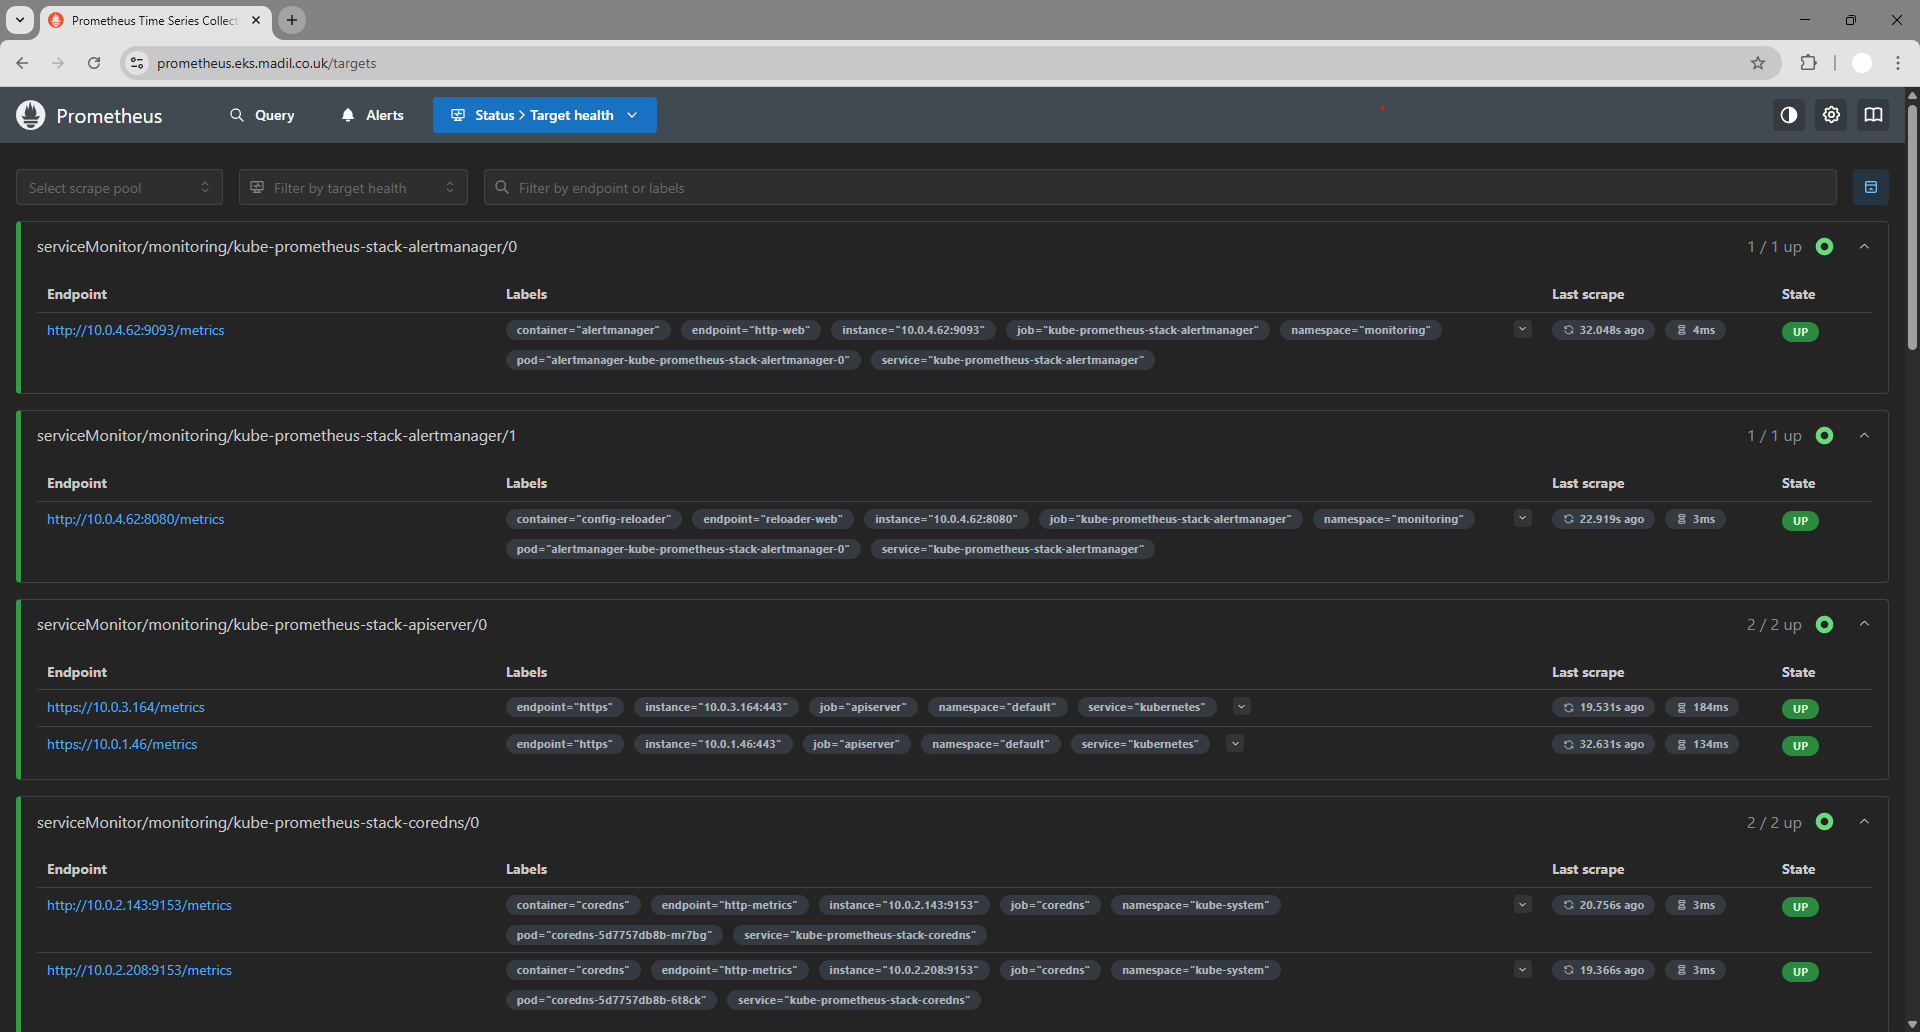 Prometheus Time Series Collect
prometheus.eks.madil.co.uk/targets
Prometheus Query Alerts Status > Target health
Select scrape pool Filter by target health Filter by endpoint or labels
serviceMonitor/monitoring/kube-prometheus-stack-alertmanager/0 1 / 1 up
Endpoint Labels Last scrape State
http://10.0.4.62:9093/metrics container="alertmanager" endpoint="http-web" instance="10.0.4.62:9093" job="kube-prometheus-stack-alertmanager" namespace="monitoring" 32.048s ago 4ms UP
pod="alertmanager-kube-prometheus-stack-alertmanager-0" service="kube-prometheus-stack-alertmanager"
serviceMonitor/monitoring/kube-prometheus-stack-alertmanager/1 1 / 1 up
Endpoint Labels Last scrape State
http://10.0.4.62:8080/metrics container="config-reloader" endpoint="reloader-web" instance="10.0.4.62:8080" job="kube-prometheus-stack-alertmanager" namespace="monitoring" 22.919s ago 3ms UP
pod="alertmanager-kube-prometheus-stack-alertmanager-0" service="kube-prometheus-stack-alertmanager"
serviceMonitor/monitoring/kube-prometheus-stack-apiserver/0 2 / 2 up
Endpoint Labels Last scrape State
https://10.0.3.164/metrics endpoint="https" instance="10.0.3.164:443" job="apiserver" namespace="default" service="kubernetes" 19.531s ago 184ms UP
https://10.0.1.46/metrics endpoint="https" instance="10.0.1.46:443" job="apiserver" namespace="default" service="kubernetes" 32.631s ago 134ms UP
serviceMonitor/monitoring/kube-prometheus-stack-coredns/0 2 / 2 up
Endpoint Labels Last scrape State
http://10.0.2.143:9153/metrics container="coredns" endpoint="http-metrics" instance="10.0.2.143:9153" job="coredns" namespace="kube-system" 20.756s ago 3ms UP
pod="coredns-5d7757db8b-mr7bg" service="kube-prometheus-stack-coredns"
http://10.0.2.208:9153/metrics container="coredns" endpoint="http-metrics" instance="10.0.2.208:9153" job="coredns" namespace="kube-system" 19.366s ago 3ms UP
pod="coredns-5d7757db8b-6t8ck" service="kube-prometheus-stack-coredns"